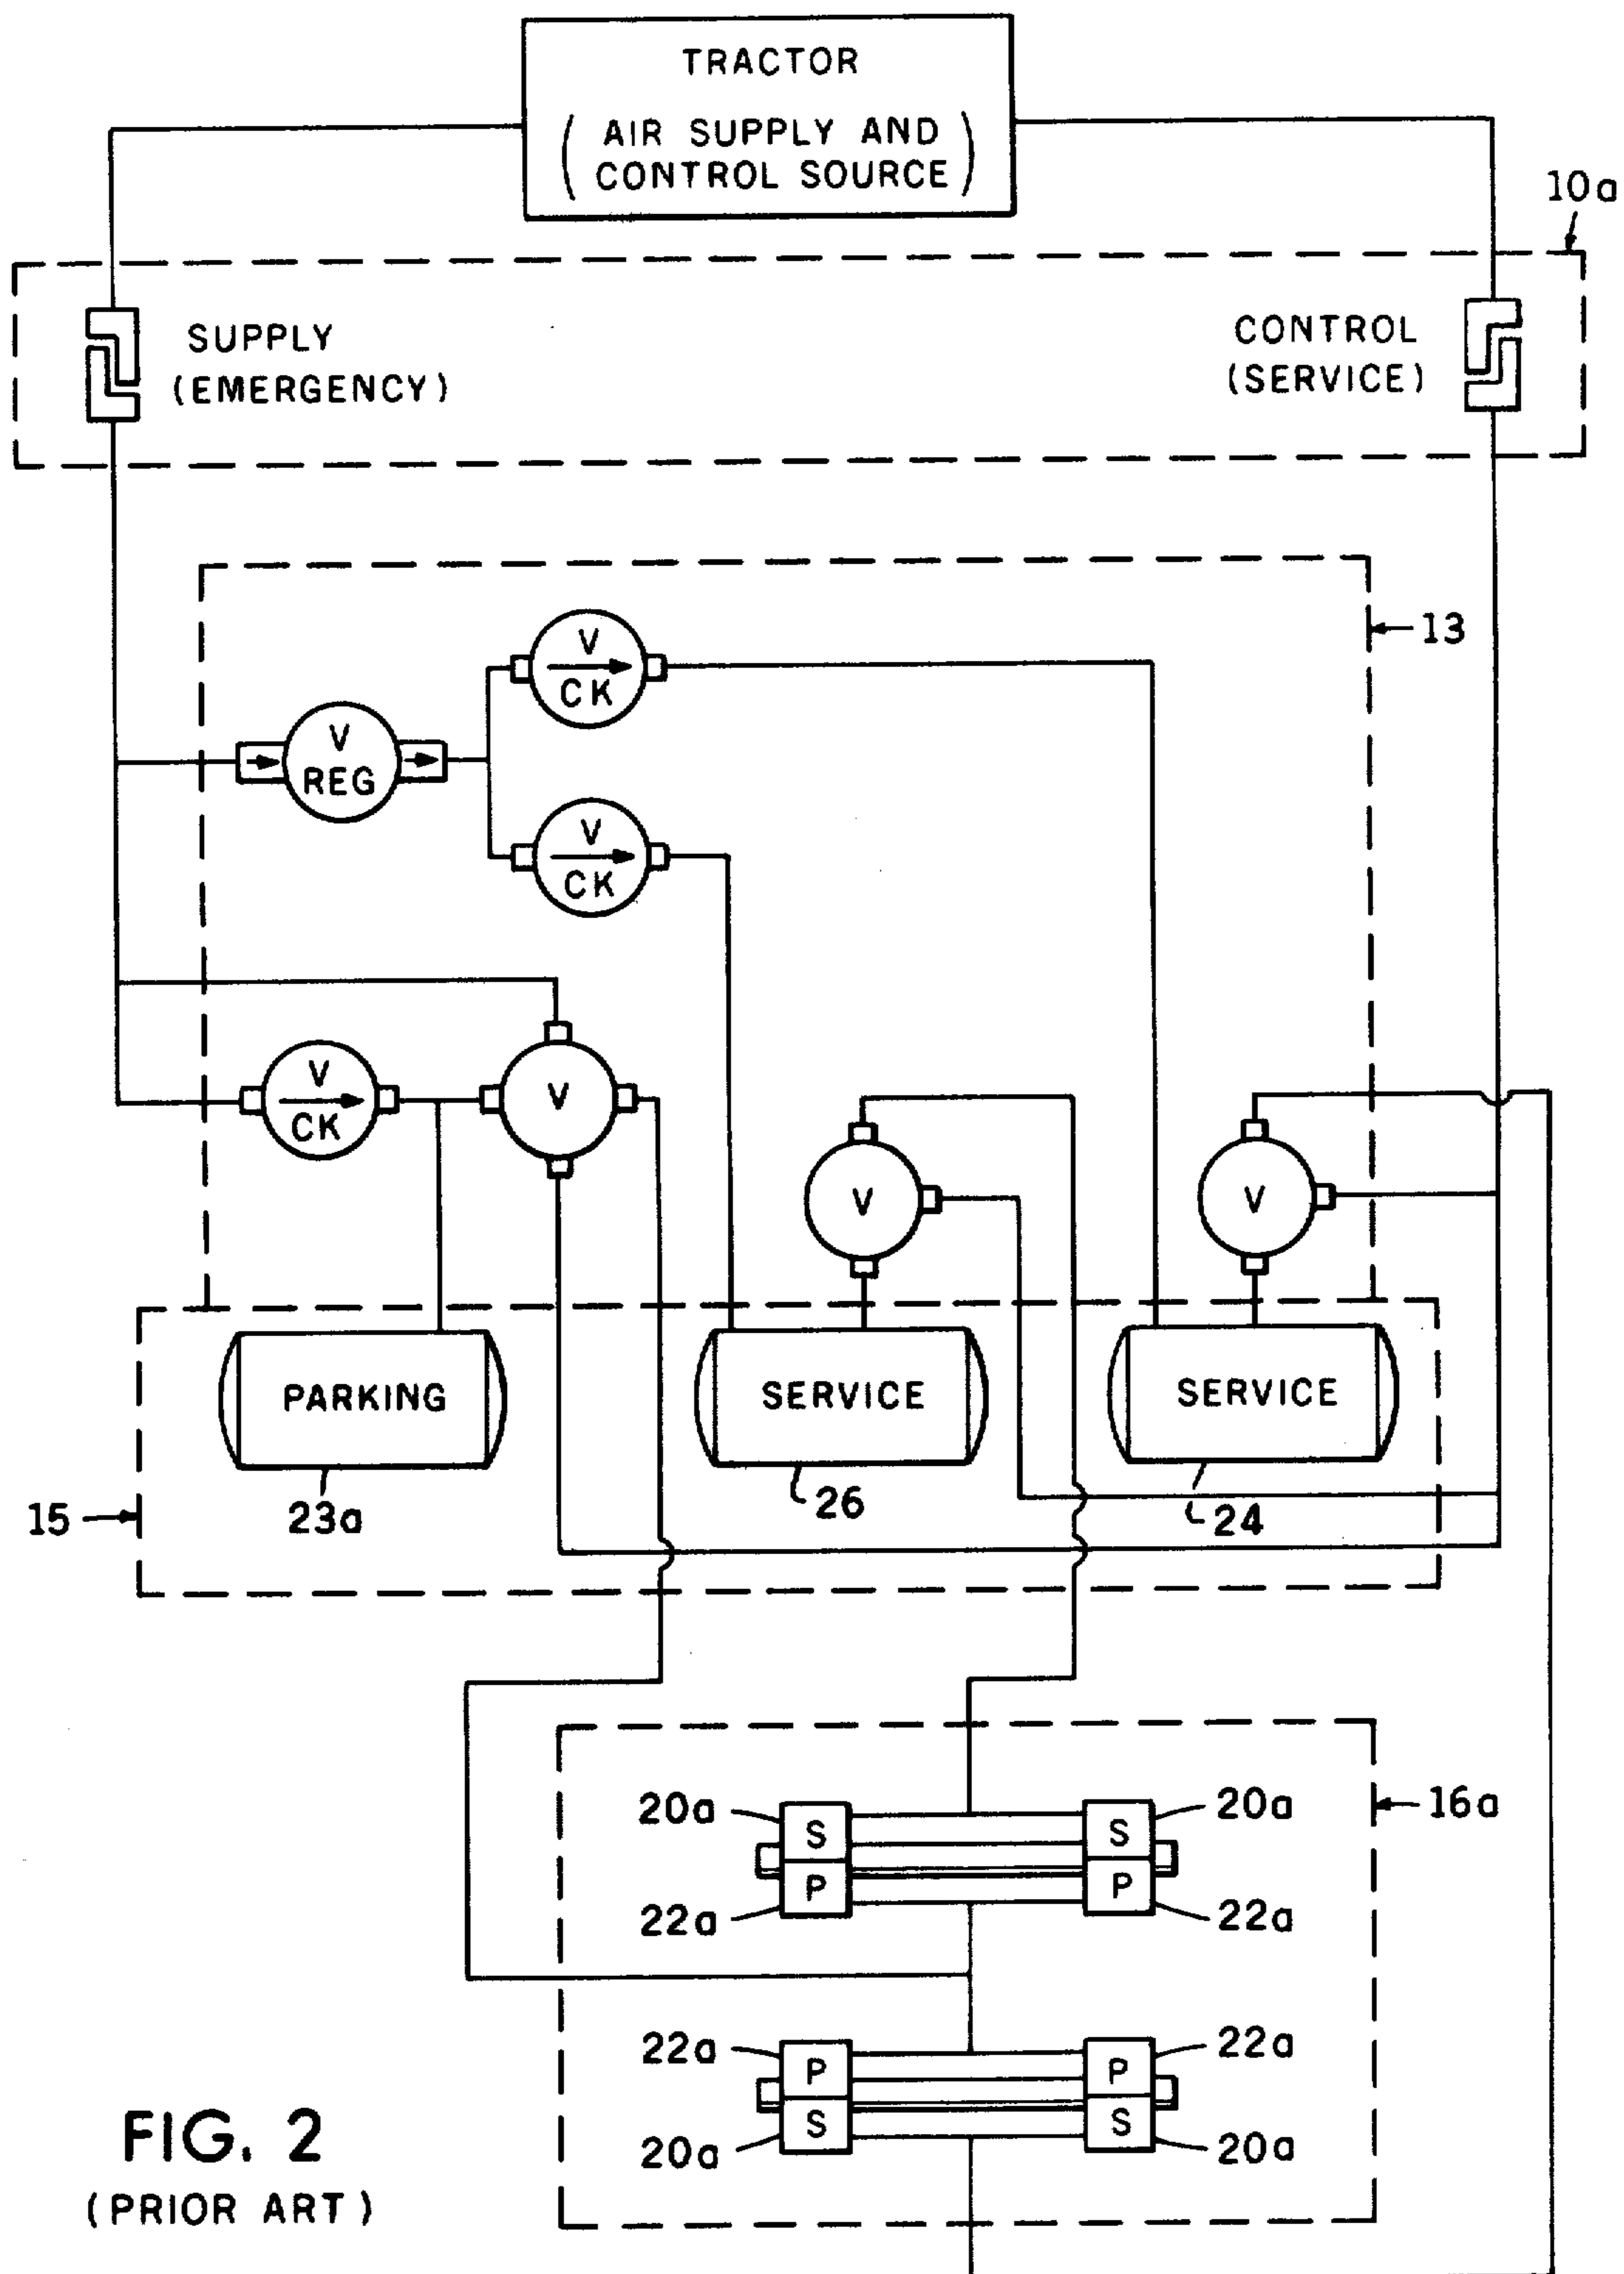 TRACTOR
( AIR SUPPLY AND
CONTROL SOURCE )
10a
SUPPLY
(EMERGENCY)
CONTROL
(SERVICE)
13
V
CK
V
REG
V
CK
V
CK
V
V
V
PARKING
SERVICE
SERVICE
15
23a
26
24
20a
S
S
20a
16a
22a
P
P
22a
22a
P
P
22a
20a
S
S
20a
FIG. 2
(PRIOR ART)